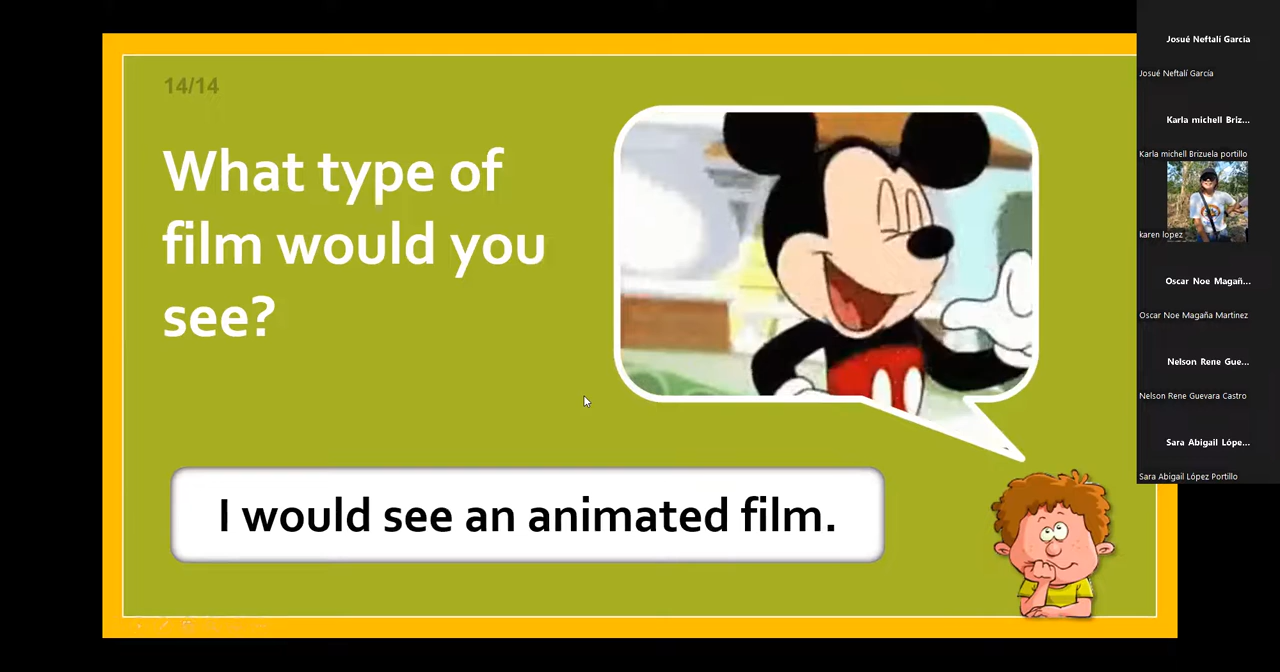 14/14
What type of
film would you
see?
I would see an animated film.
Josué Neftalí García
Josué Neftalí García
Karla michell Briz...
Karla michell Brizuela portillo
karen lopez
Oscar Noe Magañ...
Oscar Noe Magaña Martinez
Nelson Rene Gue...
Nelson Rene Guevara Castro
Sara Abigail Lópe...
Sara Abigail López Portillo